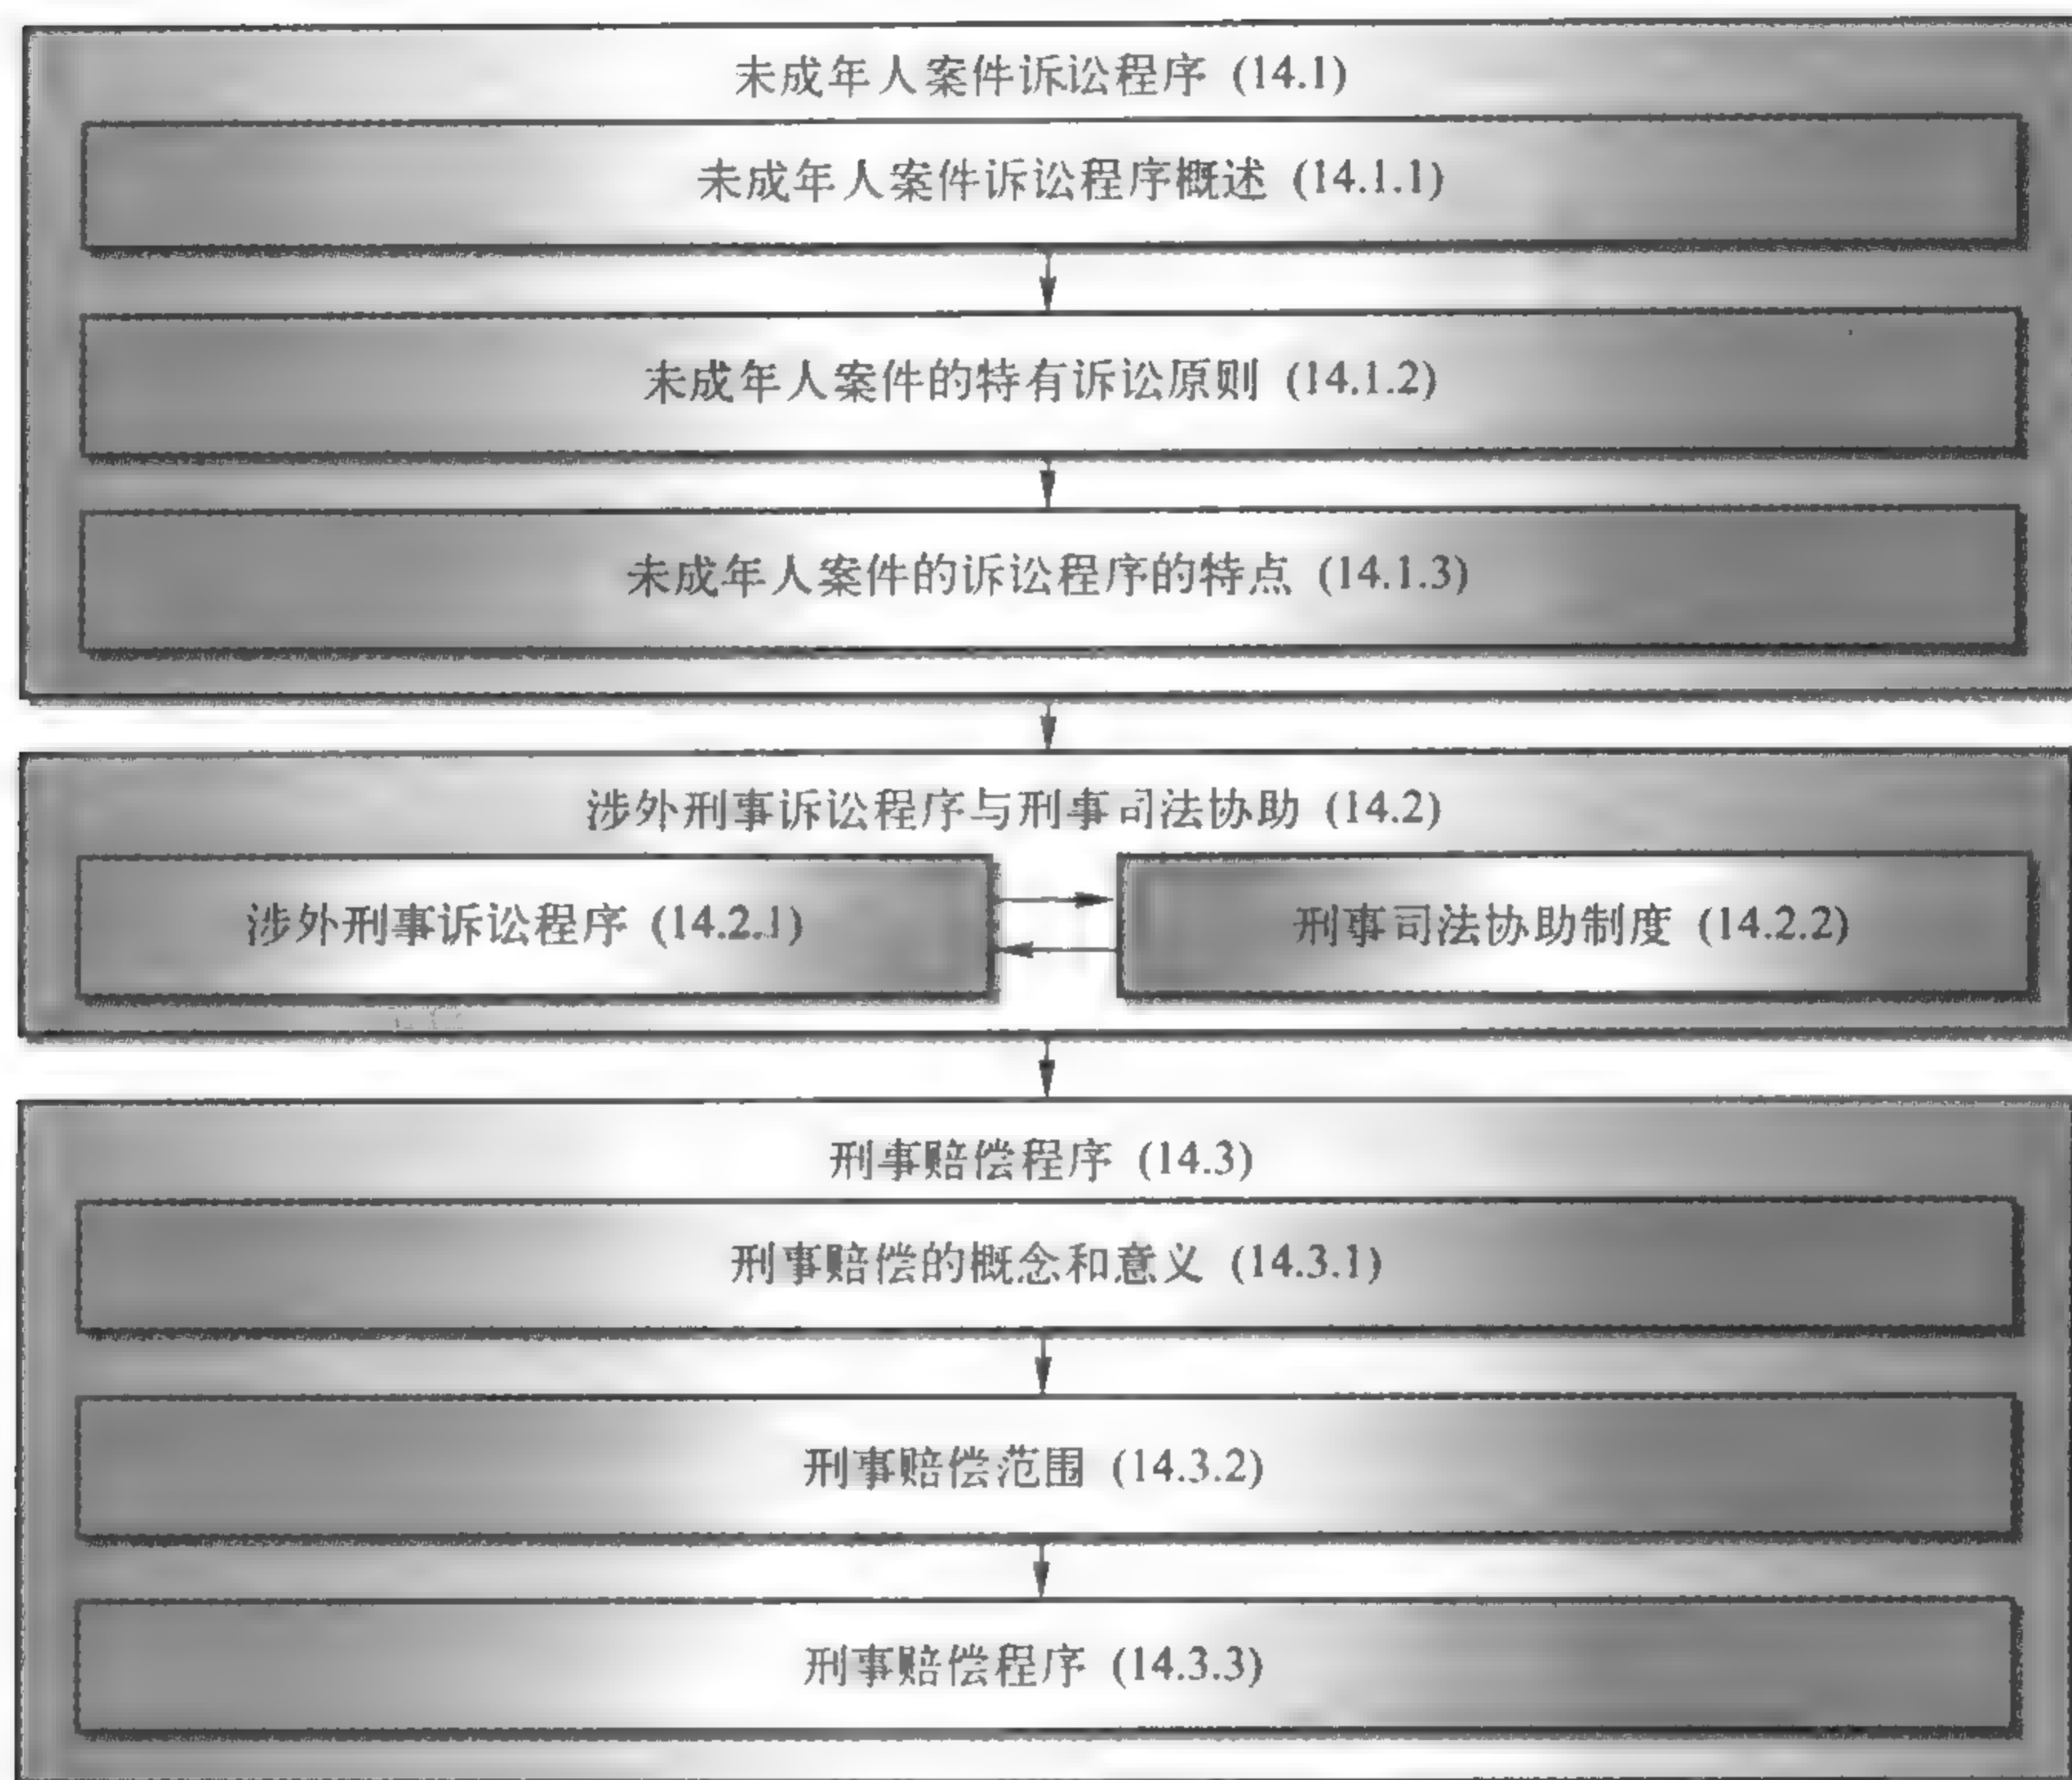 未成年人案件诉讼程序 (14.1)
未成年人案件诉讼程序概述 (14.1.1)
未成年人案件的特有诉讼原则 (14.1.2)
未成年人案件的诉讼程序的特点 (14.1.3)
涉外刑事诉讼程序与刑事司法协助 (14.2)
涉外刑事诉讼程序 (14.2.1)
刑事司法协助制度 (14.2.2)
刑事赔偿程序 (14.3)
刑事赔偿的概念和意义 (14.3.1)
刑事赔偿范围 (14.3.2)
刑事赔偿程序 (14.3.3)